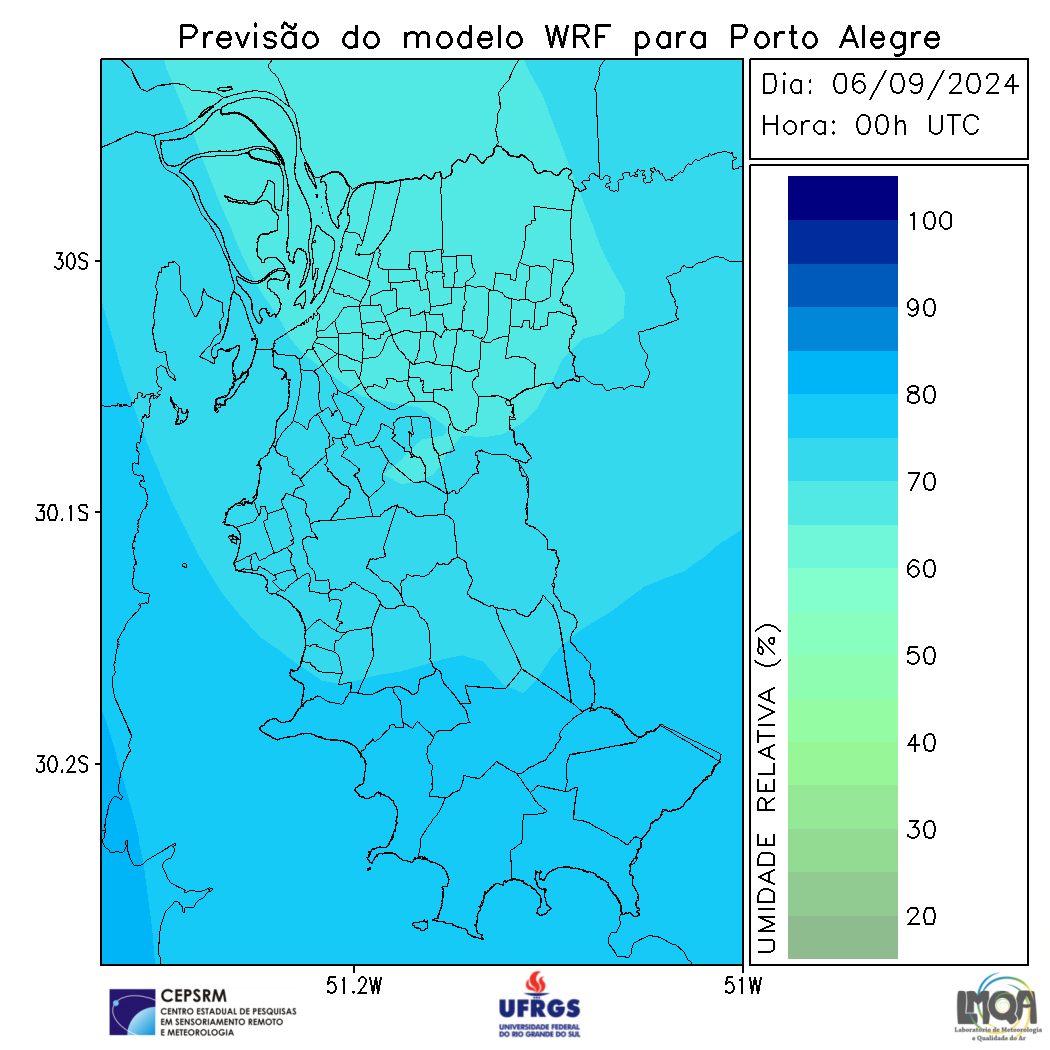 Previsão do modelo WRF para Porto Alegre
Dia: 06/09/2024
Hora: 00h UTC
30S
30.1S
30.2S
51.2W
51W
100
90
80
70
60
50
40
30
20
UMIDADE RELATIVA (%)
CEPSRM
CENTRO ESTADUAL DE PESQUISAS
EM SENSORIAMENTO REMOTO
E METEOROLOGIA
UFRGS
UNIVERSIDADE FEDERAL
DO RIO GRANDE DO SUL
LMQA
Laboratório de Meteorologia
e Qualidade do Ar